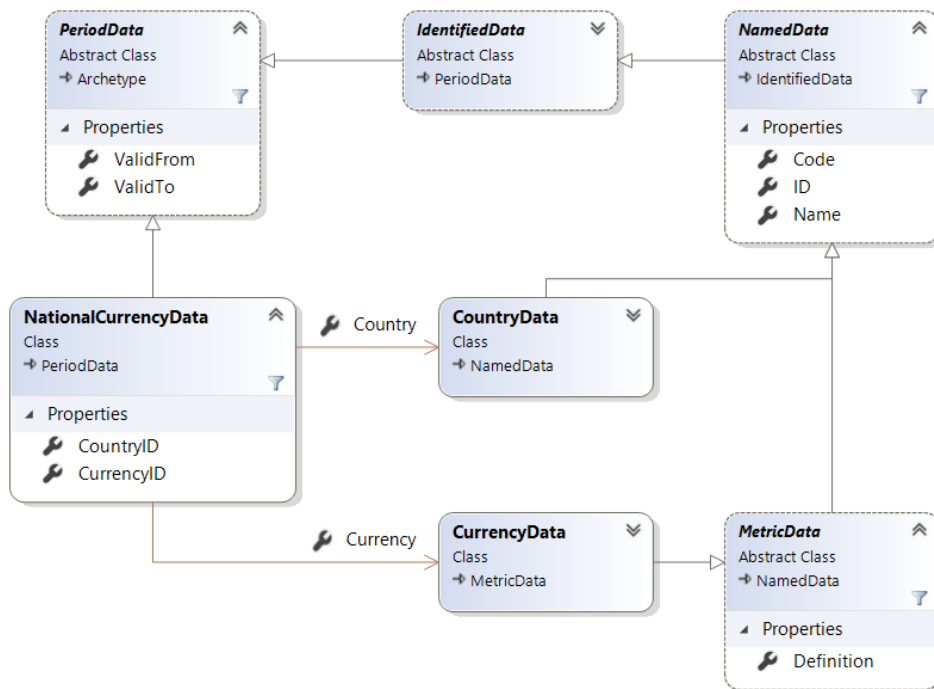 PeriodData
Abstract Class
Archetype
Properties
ValidFrom
ValidTo
IdentifiedData
Abstract Class
PeriodData
NamedData
Abstract Class
IdentifiedData
Properties
Code
ID
Name
NationalCurrencyData
Class
PeriodData
Properties
CountryID
CurrencyID
Country
CountryData
Class
NamedData
Currency
CurrencyData
Class
MetricData
MetricData
Abstract Class
NamedData
Properties
Definition